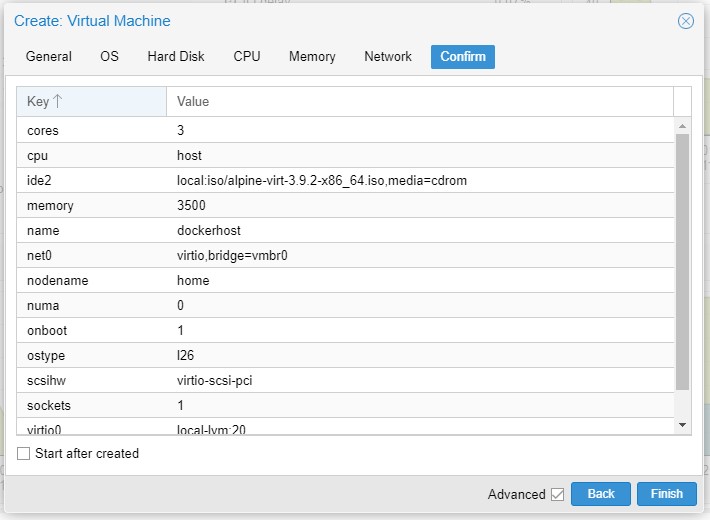 Create: Virtual Machine
General OS Hard Disk CPU Memory Network Confirm
Key Value
cores 3
cpu host
ide2 local:iso/alpine-virt-3.9.2-x86_64.iso,media=cdrom
memory 3500
name dockerhost
net0 virtio,bridge=vmbr0
nodename home
numa 0
onboot 1
ostype l26
scsihw virtio-scsi-pci
sockets 1
virtio0 local-lvm:20
Start after created
Advanced Back Finish